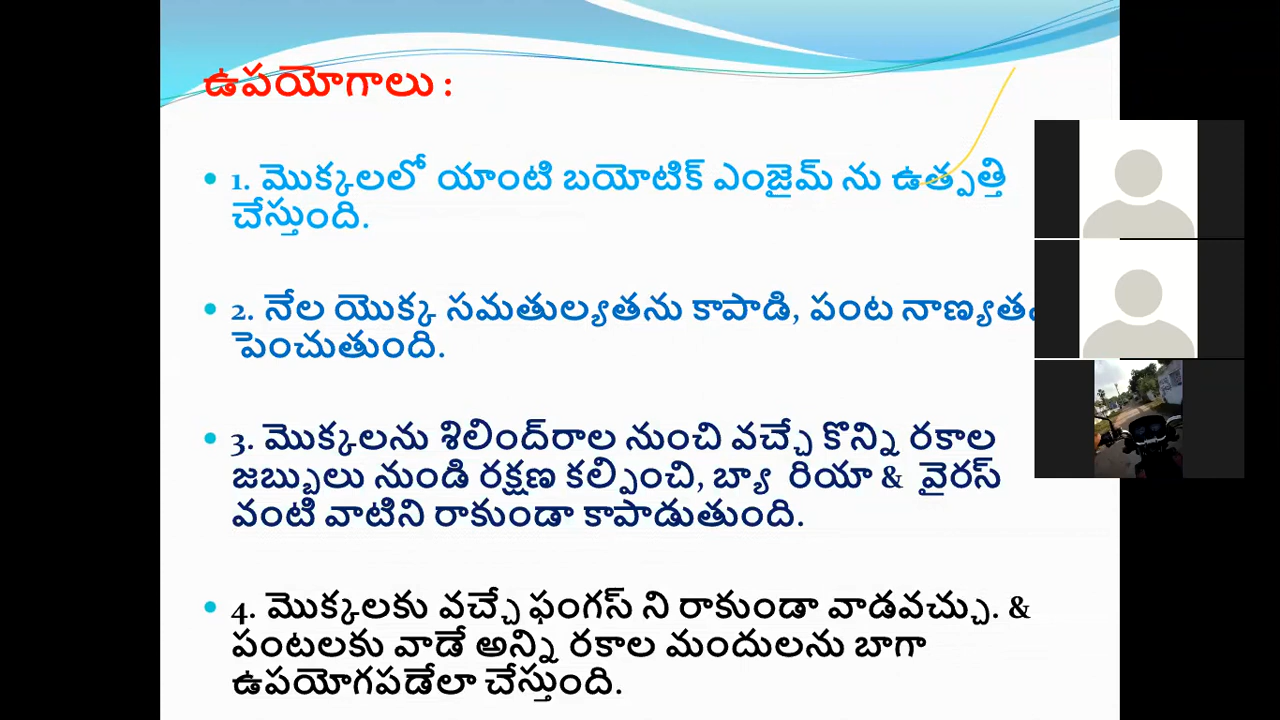 ఉపయోగాలు :
1. మొక్కలలో యాంటి బయోటిక్ ఎంజైమ్ ను ఉత్పత్తి
చేస్తుంది.
2. నేల యొక్క సమతుల్యతను కాపాడి, పంట
పెంచుతుంది.
3. మొక్కలను శిలింద్‌రాల నుంచి వచ్చే కొన్ని రకాల
జబ్బులు నుండి రక్షణ కల్పించి, బ్యా రియా & వైరస్
వంటి వాటిని రాకుండా కాపాడుతుంది.
4. మొక్కలకు వచ్చే ఫంగస్ ని రాకుండా వాడవచ్చు. &
పంటలకు వాడే అన్ని రకాల మందులను బాగా
ఉపయోగపడేలా చేస్తుంది.